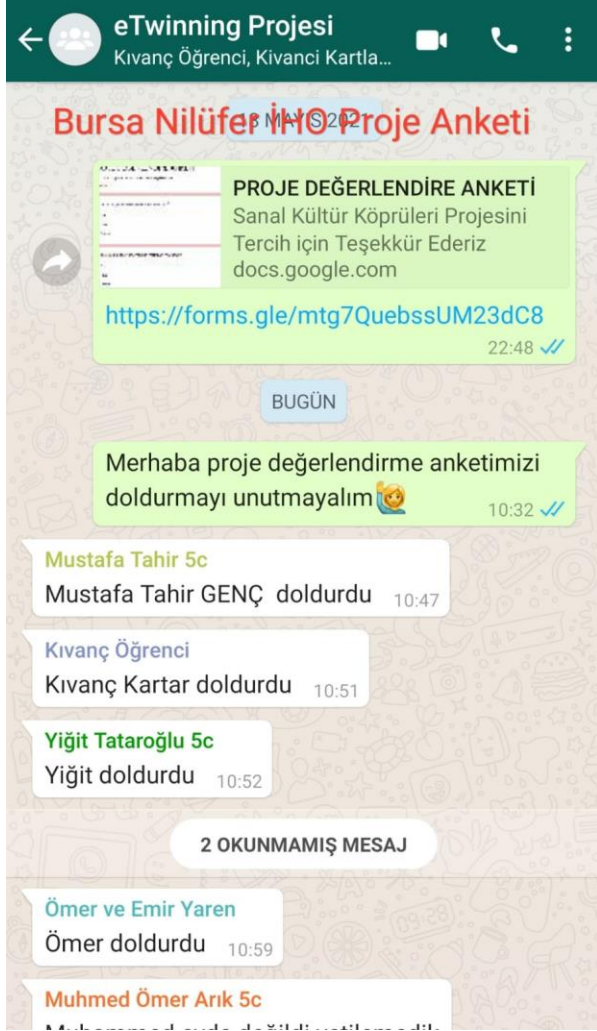 eTwinning Projesi
Kıvanç Öğrenci, Kivanci Kartla...
Bursa Nilüfer İHO Proje Anketi
13 MAYIS 202
PROJE DEĞERLENDİRE ANKETİ
Sanal Kültür Köprüleri Projesini
Tercih için Teşekkür Ederiz
docs.google.com
https://forms.gle/mtg7QuebssUM23dC8
22:48
BUGÜN
Merhaba proje değerlendirme anketimizi
doldurmayı unutmayalım🙋
10:32
Mustafa Tahir 5c
Mustafa Tahir GENÇ doldurdu 10:47
Kıvanç Öğrenci
Kıvanç Kartar doldurdu 10:51
Yiğit Tataroğlu 5c
Yiğit doldurdu 10:52
2 OKUNMAMIŞ MESAJ
Ömer ve Emir Yaren
Ömer doldurdu 10:59
Muhmed Ömer Arık 5c